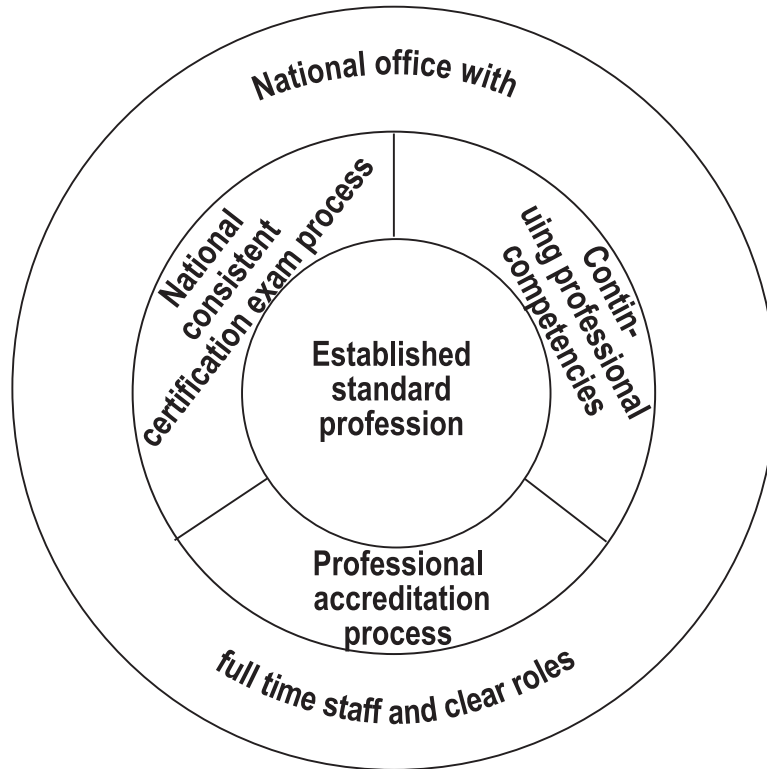 National office with
National
consistent
certification exam process
Contin-
uing professional
competencies
Established
standard
profession
Professional
accreditation
process
full time staff and clear roles